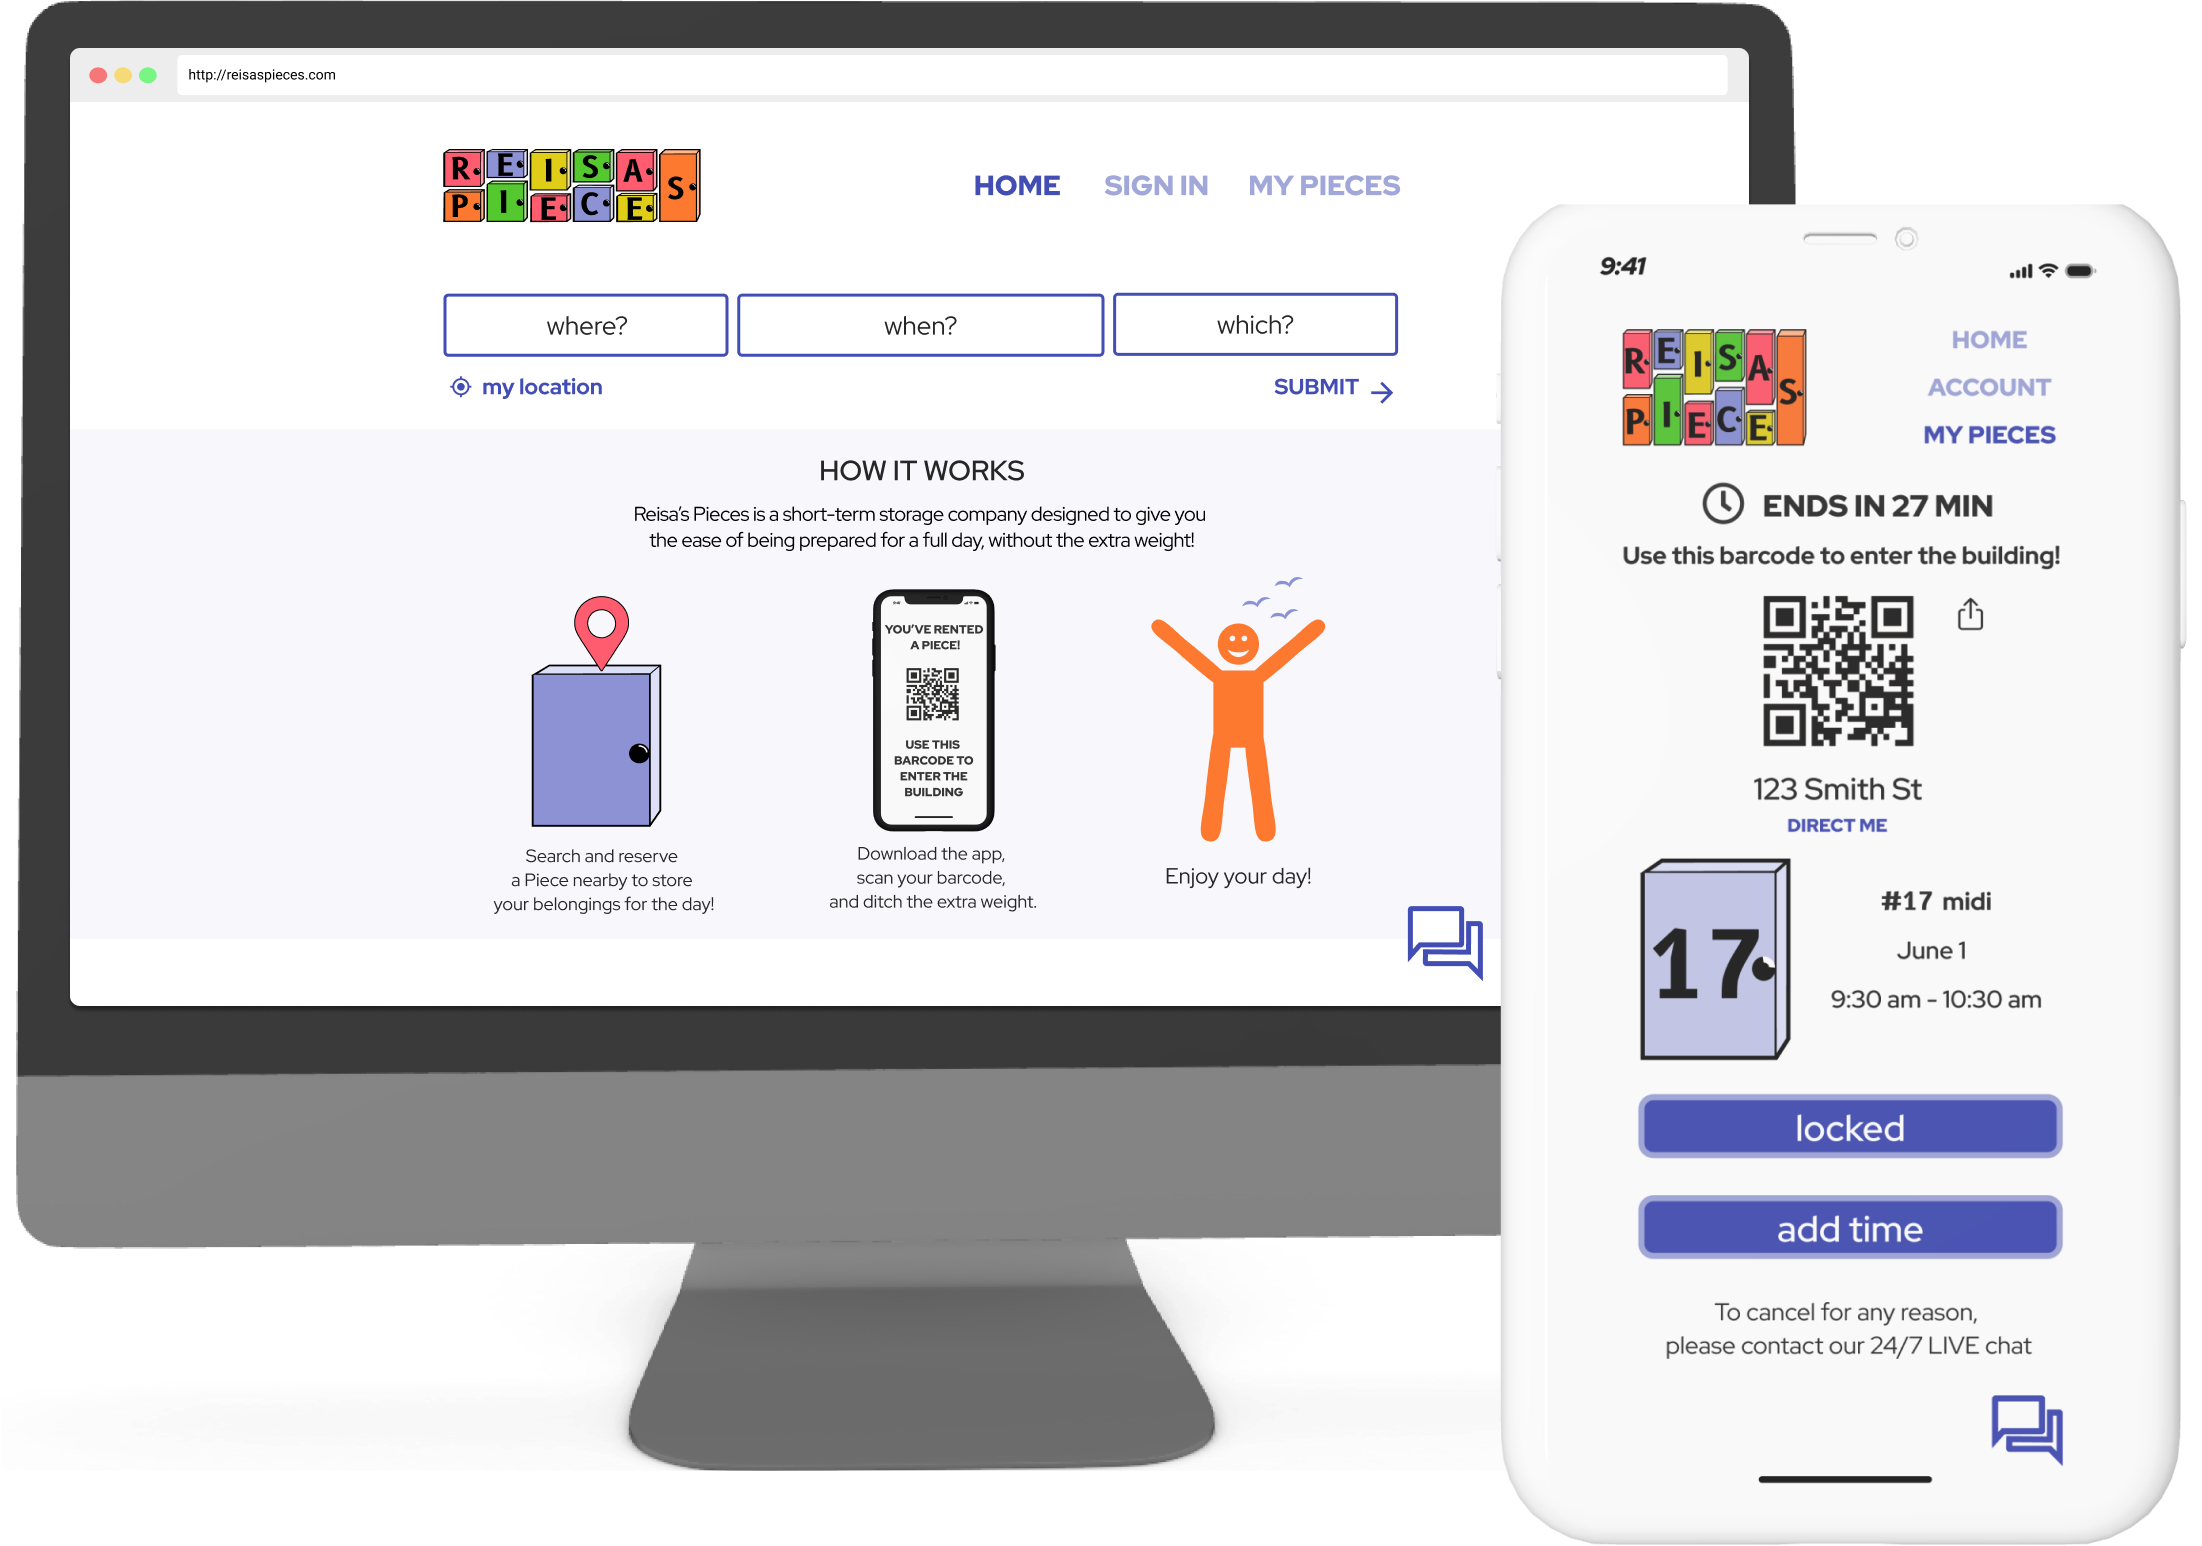 http://reisaspieces.com
REISAS
PIECE
HOME
SIGN IN
MY PIECES
where?
when?
which?
my location
SUBMIT
HOW IT WORKS
Reisa's Pieces is a short-term storage company designed to give you
the ease of being prepared for a full day, without the extra weight!
YOU'VE RENTED
A PIECE!
USE THIS
BARCODE TO
ENTER THE
BUILDING
Search and reserve
a Piece nearby to store
your belongings for the day!
Download the app,
scan your barcode,
and ditch the extra weight.
Enjoy your day!
9:41
REISAS
PIECE
HOME
ACCOUNT
MY PIECES
ENDS IN 27 MIN
Use this barcode to enter the building!
123 Smith St
DIRECT ME
17
#17 midi
June 1
9:30 am - 10:30 am
locked
add time
To cancel for any reason,
please contact our 24/7 LIVE chat